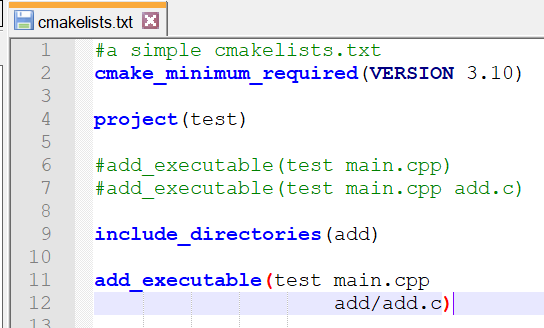 cmakelists.txt
1 #a simple cmakelists.txt
2 cmake_minimum_required(VERSION 3.10)
3
4 project(test)
5
6 #add_executable(test main.cpp)
7 #add_executable(test main.cpp add.c)
8
9 include_directories(add)
10
11 add_executable(test main.cpp
12 add/add.c)
13